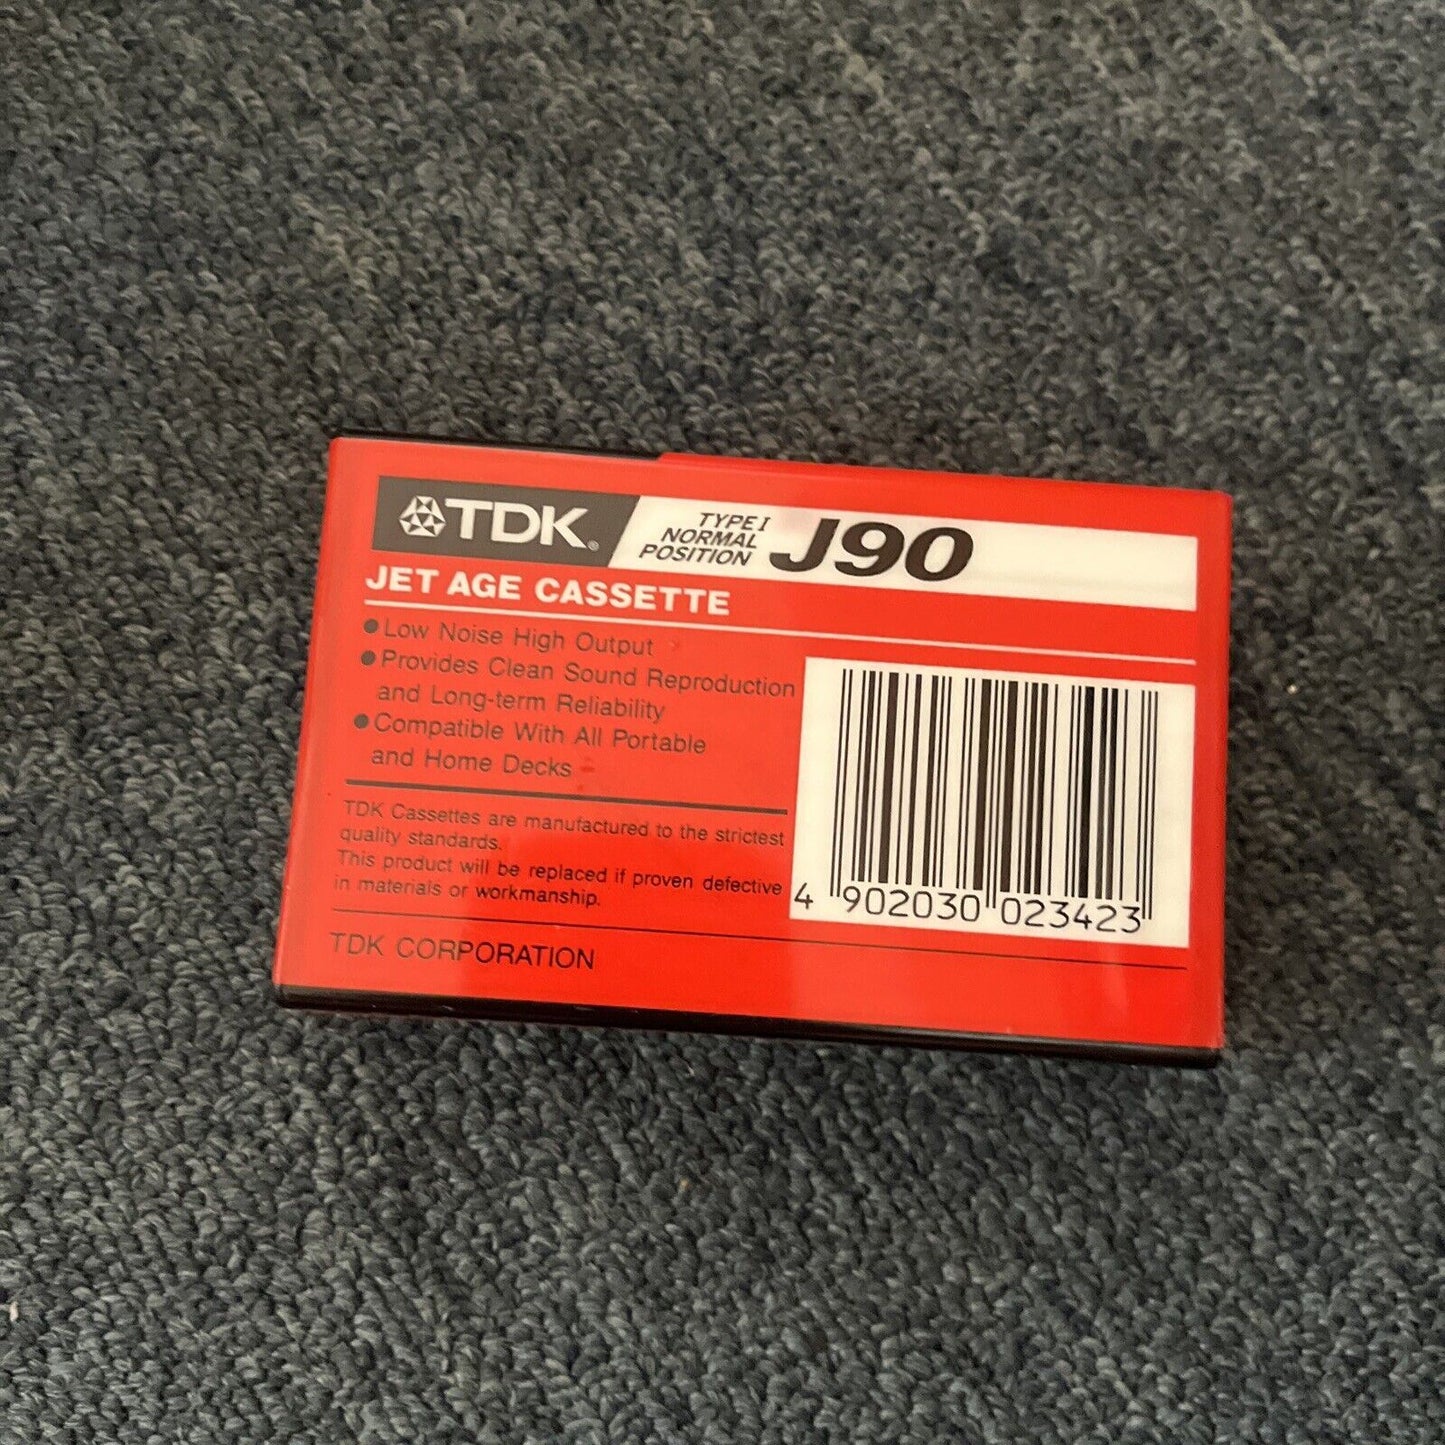 TDK®
TYPE I
NORMAL
POSITION
J90
JET AGE CASSETTE
● Low Noise High Output
● Provides Clean Sound Reproduction
and Long-term Reliability
● Compatible With All Portable
and Home Decks
TDK Cassettes are manufactured to the strictest
quality standards.
This product will be replaced if proven defective
in materials or workmanship.
4 902030 023423
TDK CORPORATION